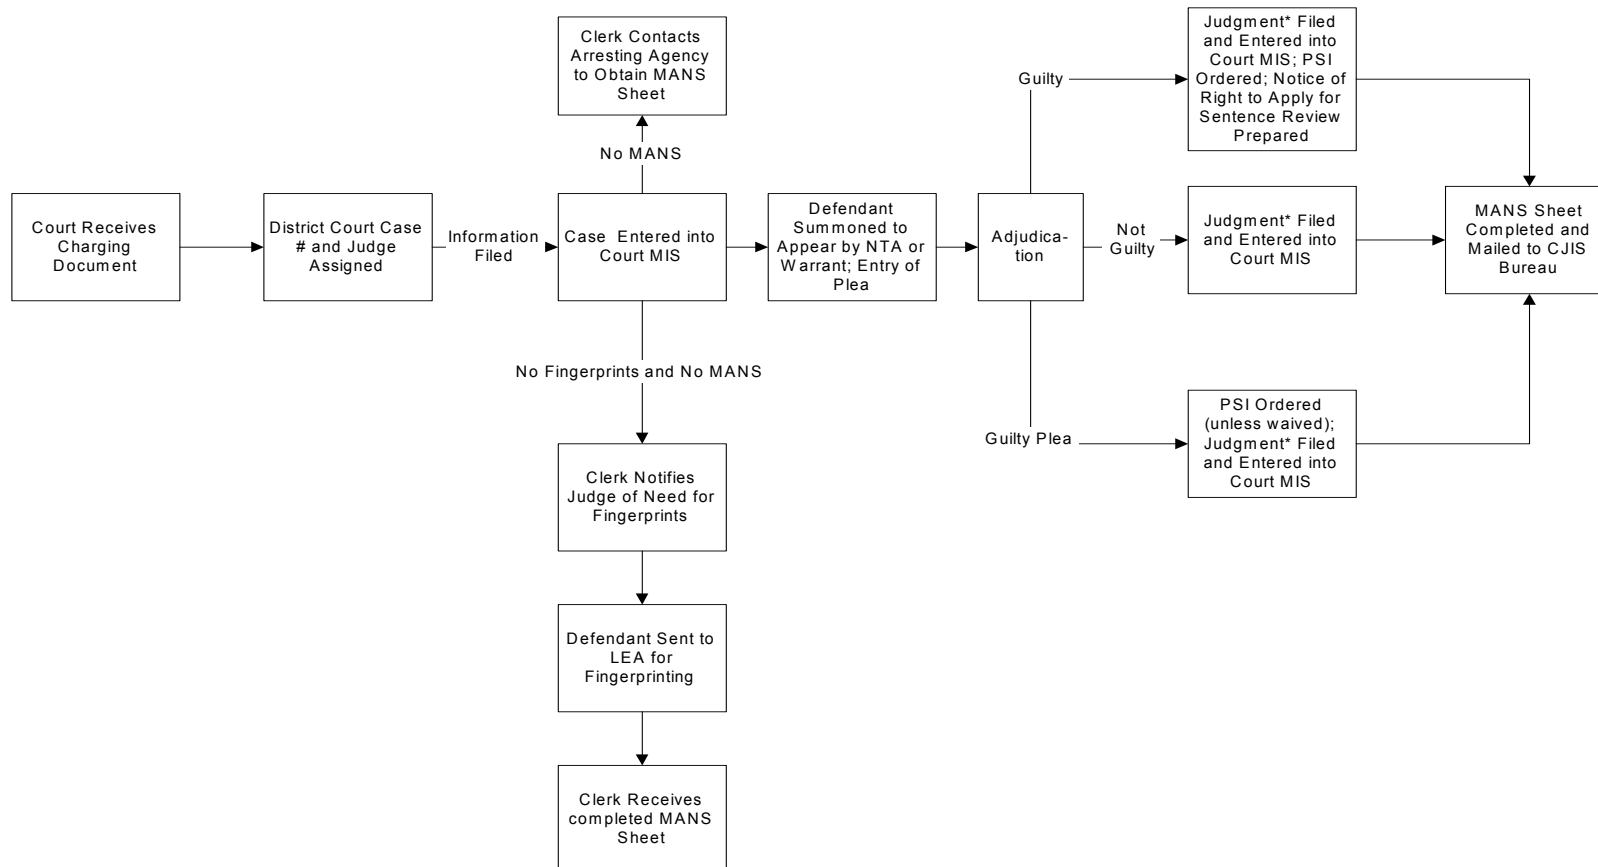 Clerk Contacts
Arresting Agency
to Obtain MANS
Sheet
No MANS
Court Receives
Charging
Document
District Court Case
# and Judge
Assigned
Information
Filed
Case Entered into
Court MIS
Defendant
Summoned to
Appear by NTA or
Warrant; Entry of
Plea
Adjudica-
tion
Guilty
Judgment* Filed
and Entered into
Court MIS; PSI
Ordered; Notice of
Right to Apply for
Sentence Review
Prepared
Not
Guilty
Judgment* Filed
and Entered into
Court MIS
MANS Sheet
Completed and
Mailed to CJIS
Bureau
Guilty Plea
PSI Ordered
(unless waived);
Judgment* Filed
and Entered into
Court MIS
No Fingerprints and No MANS
Clerk Notifies
Judge of Need for
Fingerprints
Defendant Sent to
LEA for
Fingerprinting
Clerk Receives
completed MANS
Sheet